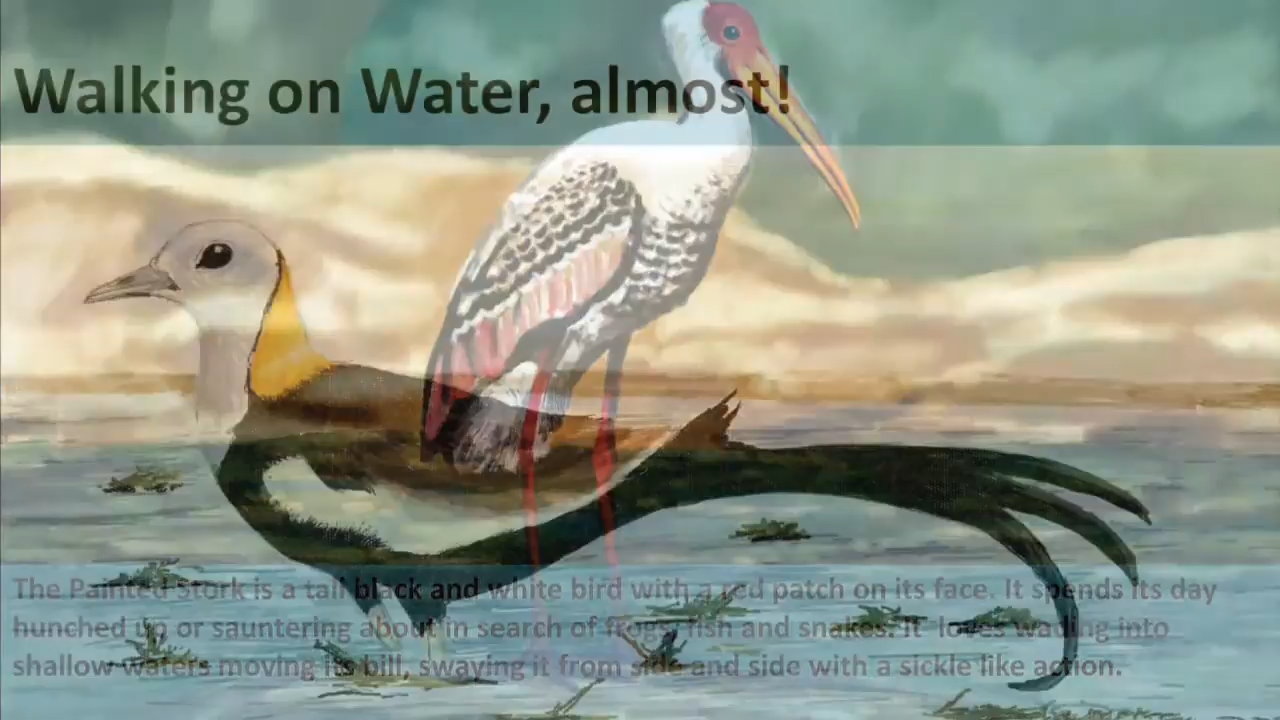 Walking on Water, almost!
The Painted Stork is a tall black and white bird with a red patch on its face. It spends its day
hunched up or sauntering about in search of frogs, fish and snakes. It loves wading into
shallow waters moving its bill, swaying it from side and side with a sickle like action.